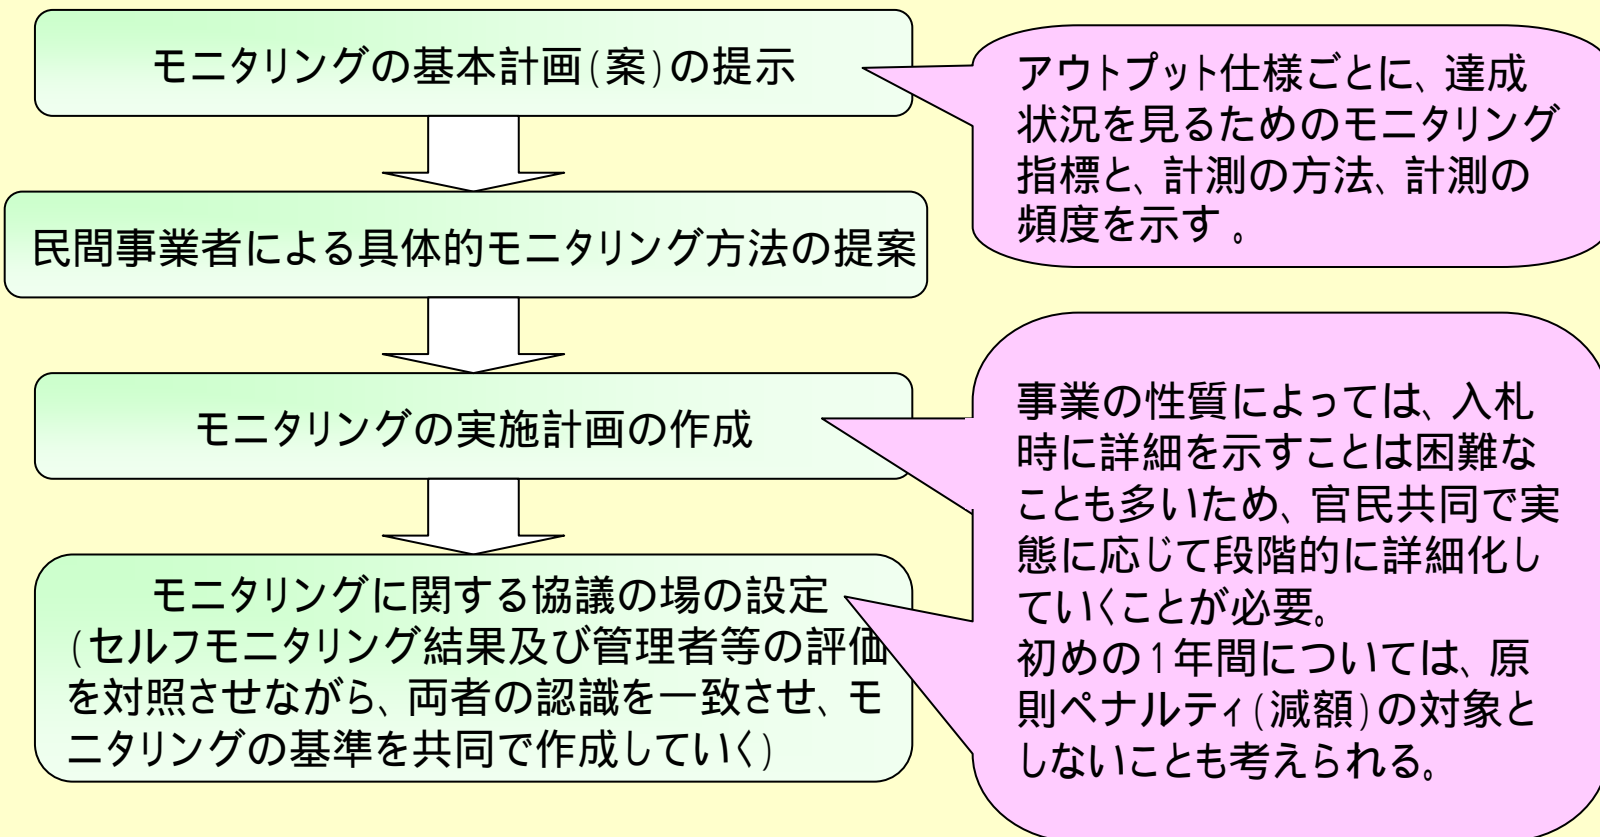 モニタリングの基本計画(案)の提示
アウトプット仕様ごとに、達成
状況を見るためのモニタリング
指標と、計測の方法、計測の
頻度を示す。
民間事業者による具体的モニタリング方法の提案
モニタリングの実施計画の作成
事業の性質によっては、入札
時に詳細を示すことは困難な
ことも多いため、官民共同で実
態に応じて段階的に詳細化し
ていくことが必要。
初めの1年間については、原
則ペナルティ(減額)の対象と
しないことも考えられる。
モニタリングに関する協議の場の設定
(セルフモニタリング結果及び管理者等の評価
を対照させながら、両者の認識を一致させ、モ
ニタリングの基準を共同で作成していく)